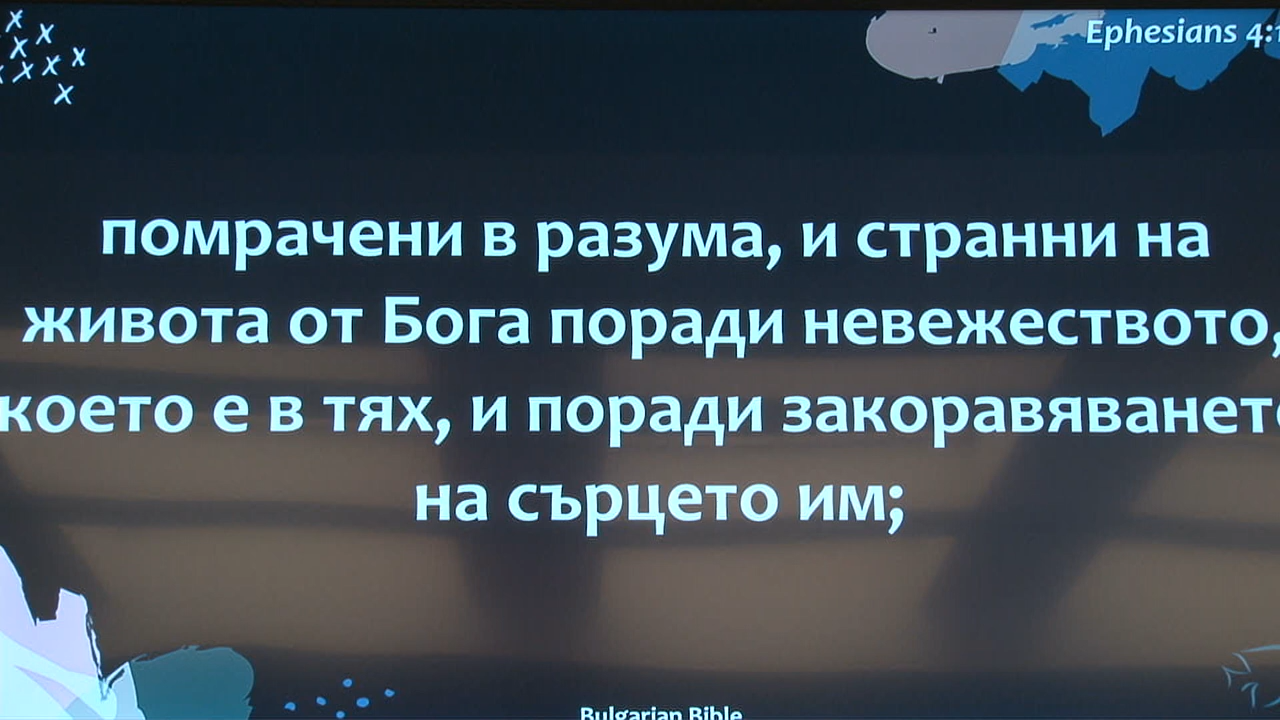 Ephesians 4:1
помрачени в разума, и странни на
живота от Бога поради невежеството,
което е в тях, и поради закоравяванет
на сърцето им;
Bulgarian Bible